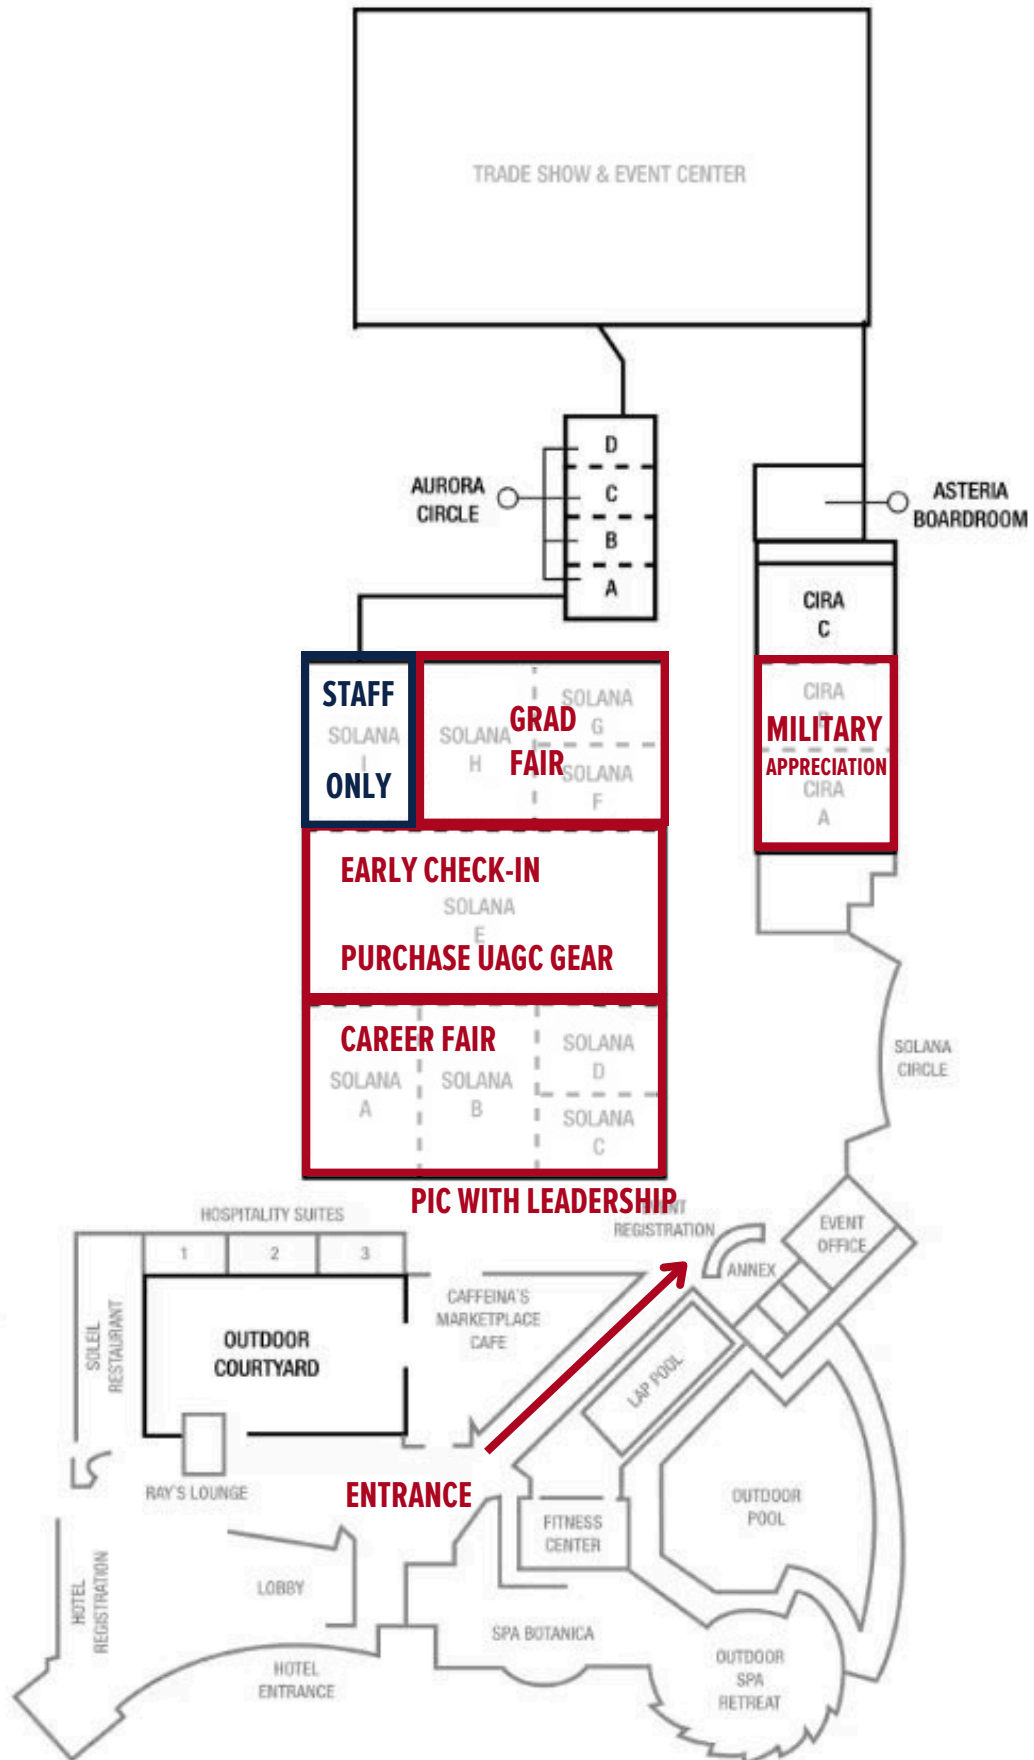 TRADE SHOW & EVENT CENTER
D
AURORA
CIRCLE
C
B
A
ASTERIA
BOARDROOM
CIRA
C
STAFF
SOLANA
I
ONLY
SOLANA
H
GRAD
FAIR
SOLANA
G
SOLANA
F
CIRA
B
MILITARY
APPRECIATION
CIRA
A
EARLY CHECK-IN
SOLANA
E
PURCHASE UAGC GEAR
CAREER FAIR
SOLANA
A
SOLANA
B
SOLANA
D
SOLANA
C
SOLANA
CIRCLE
PIC WITH LEADERSHIP
EVENT
REGISTRATION
EVENT
OFFICE
ANNEX
HOSPITALITY SUITES
1
2
3
SOLEIL
RESTAURANT
OUTDOOR
COURTYARD
CAFFEINA'S
MARKETPLACE
CAFE
LAP POOL
RAY'S LOUNGE
ENTRANCE
FITNESS
CENTER
OUTDOOR
POOL
HOTEL
REGISTRATION
LOBBY
HOTEL
ENTRANCE
SPA BOTANICA
OUTDOOR
SPA
RETREAT